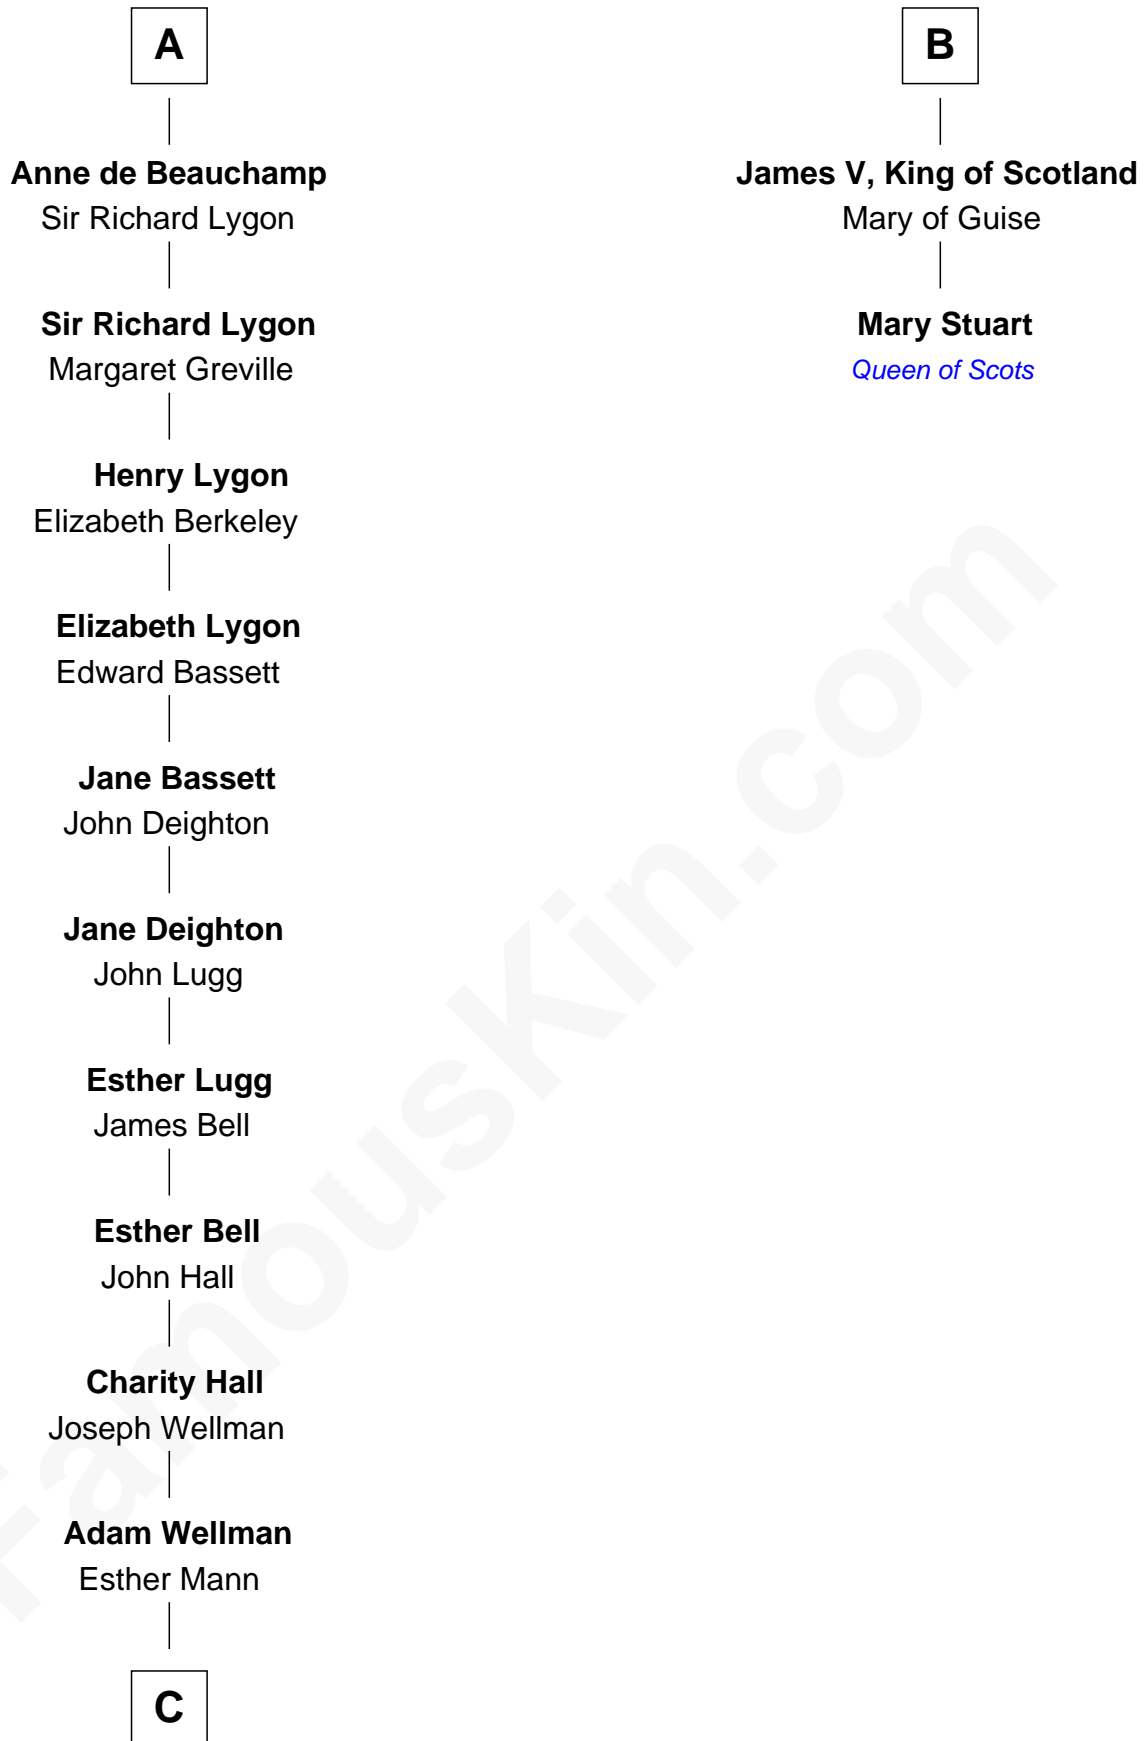 A
Anne de Beauchamp
Sir Richard Lygon
Sir Richard Lygon
Margaret Greville
Henry Lygon
Elizabeth Berkeley
Elizabeth Lygon
Edward Bassett
Jane Bassett
John Deighton
Jane Deighton
John Lugg
Esther Lugg
James Bell
Esther Bell
John Hall
Charity Hall
Joseph Wellman
Adam Wellman
Esther Mann
C
B
James V, King of Scotland
Mary of Guise
Mary Stuart
Queen of Scots
FamousKin.com